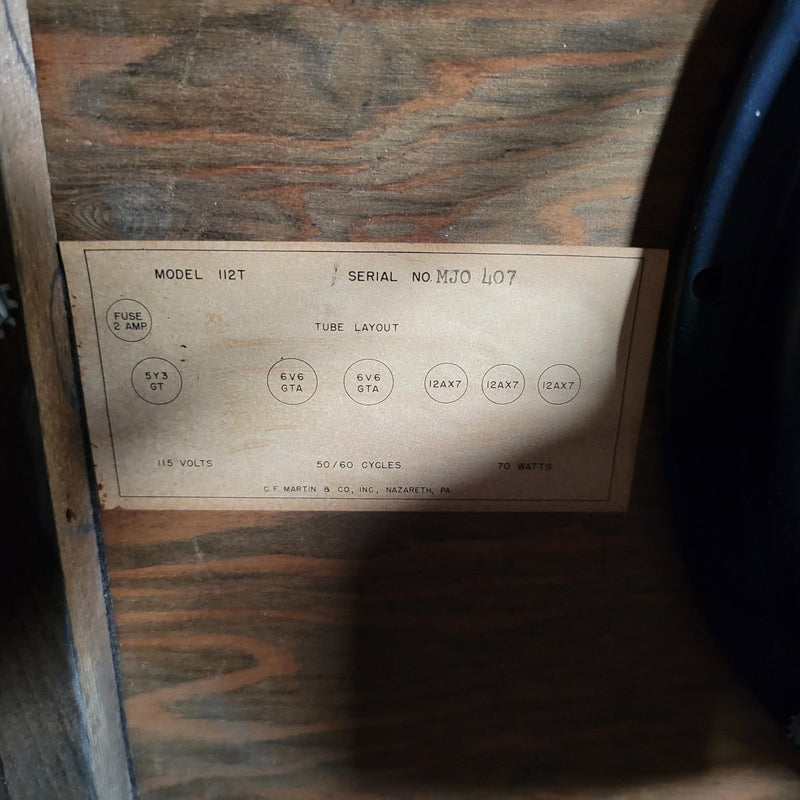 MODEL 112T SERIAL NO. MJO 407
FUSE
2 AMP.
TUBE LAYOUT
5Y3
GT
6V6
GTA
6V6
GTA
12AX7
12AX7
12AX7
115 VOLTS 50/60 CYCLES 70 WATTS
C. F. MARTIN & CO., INC., NAZARETH, PA